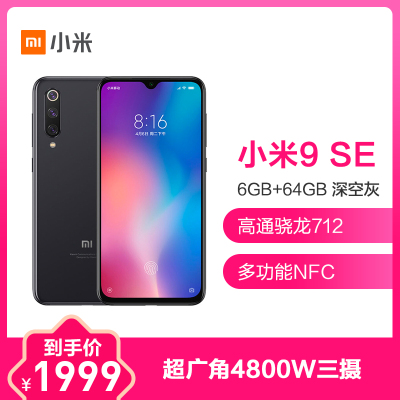 mi 小米
8:16
小米9 SE
6GB+64GB 深空灰
高通骁龙712
多功能NFC
mi
到手价
¥1999
超广角4800W三摄